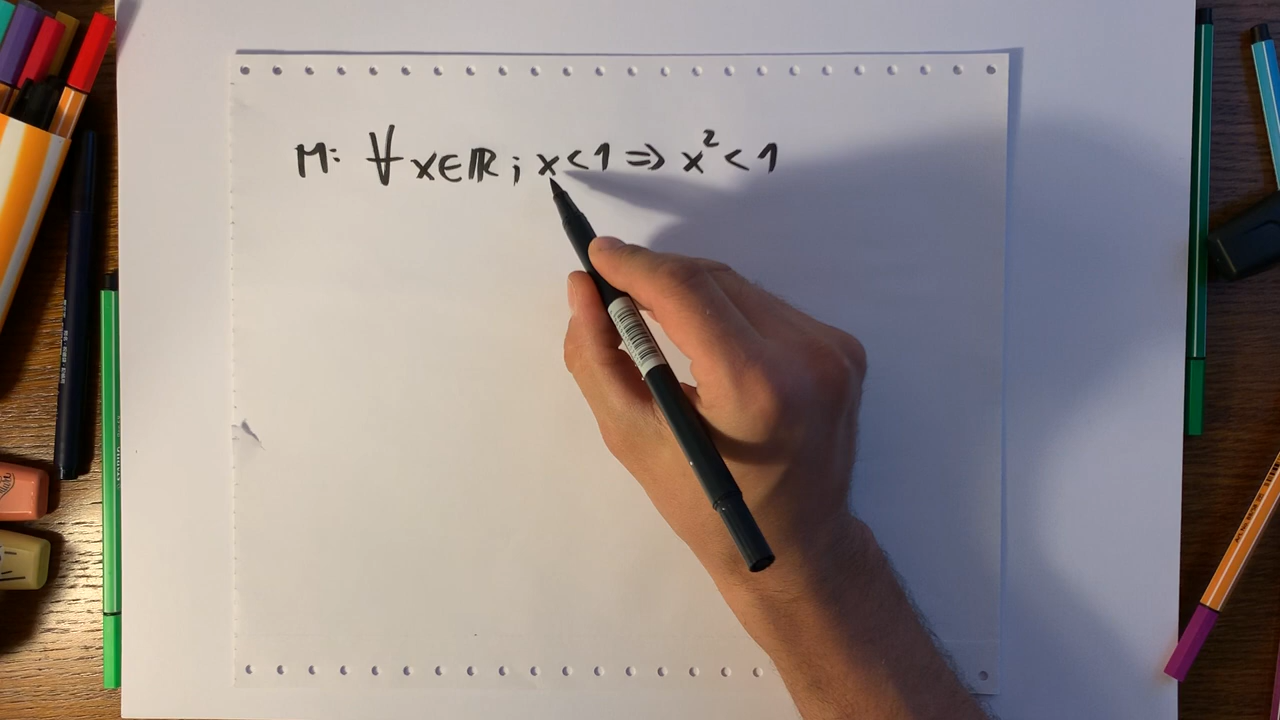 M: ∀ x ∈ ℝ ; x < 1 ⇒ x² < 1